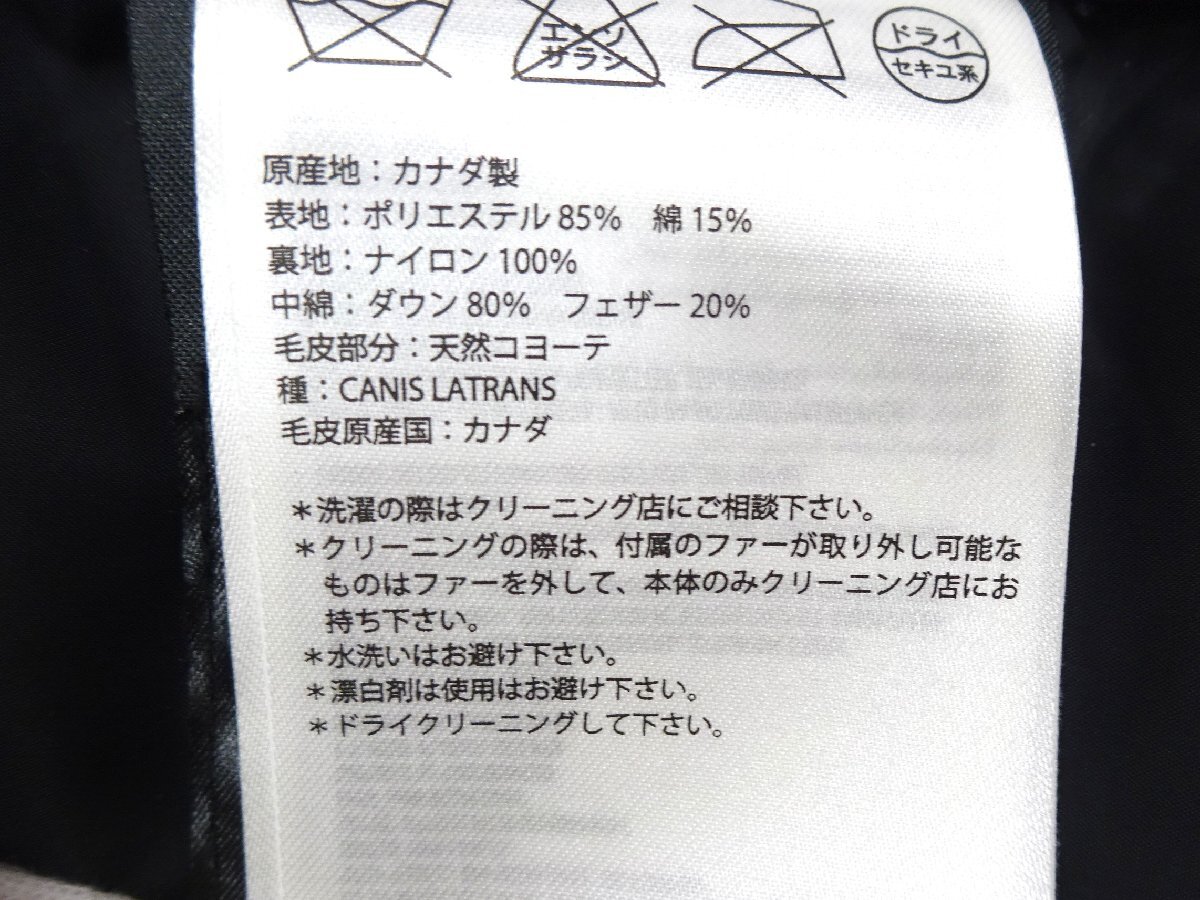 エンソ
サラシ
ドライ
セキユ系
原産地：カナダ製
表地：ポリエステル 85%　綿 15%
裏地：ナイロン 100%
中綿：ダウン 80%　フェザー 20%
毛皮部分：天然コヨーテ
種：CANIS LATRANS
毛皮原産国：カナダ
＊洗濯の際はクリーニング店にご相談下さい。
＊クリーニングの際は、付属のファーが取り外し可能な
ものはファーを外して、本体のみクリーニング店にお
持ち下さい。
＊水洗いはお避け下さい。
＊漂白剤は使用はお避け下さい。
＊ドライクリーニングして下さい。